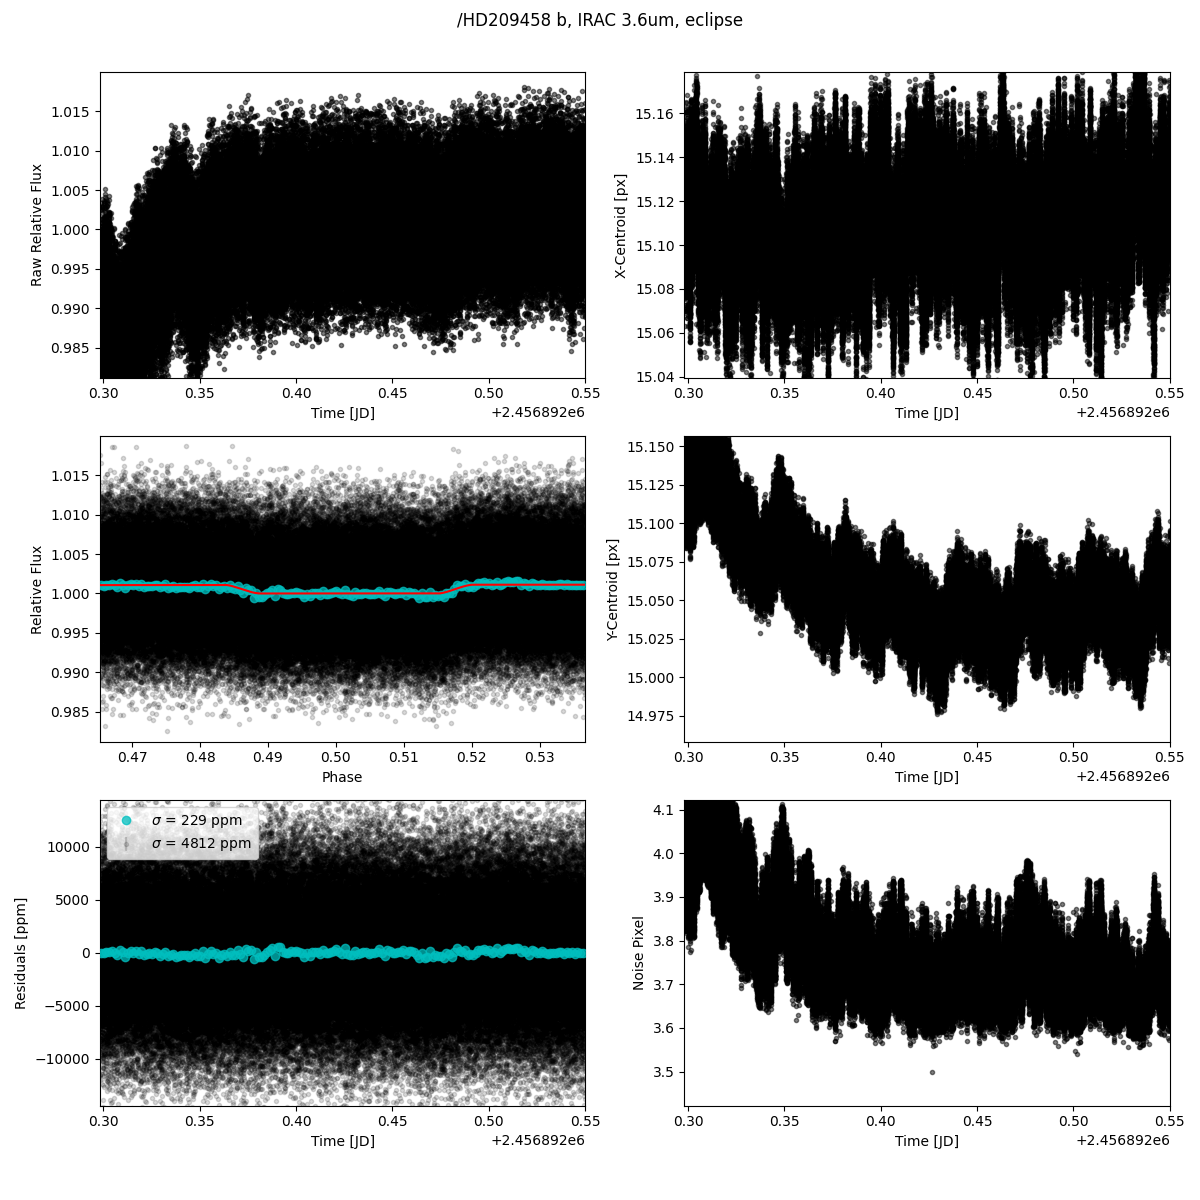 /HD209458 b, IRAC 3.6um, eclipse
Raw Relative Flux
1.015
1.010
1.005
1.000
0.995
0.990
0.985
0.30 0.35 0.40 0.45 0.50 0.55
Time [JD]
+2.456892e6
X-Centroid [px]
15.16
15.14
15.12
15.10
15.08
15.06
15.04
0.30 0.35 0.40 0.45 0.50 0.55
Time [JD]
+2.456892e6
Relative Flux
1.015
1.010
1.005
1.000
0.995
0.990
0.985
0.47 0.48 0.49 0.50 0.51 0.52 0.53
Phase
Y-Centroid [px]
15.150
15.125
15.100
15.075
15.050
15.025
15.000
14.975
0.30 0.35 0.40 0.45 0.50 0.55
Time [JD]
+2.456892e6
Residuals [ppm]
10000
5000
0
−5000
−10000
σ = 229 ppm
σ = 4812 ppm
0.30 0.35 0.40 0.45 0.50 0.55
Time [JD]
+2.456892e6
Noise Pixel
4.1
4.0
3.9
3.8
3.7
3.6
3.5
0.30 0.35 0.40 0.45 0.50 0.55
Time [JD]
+2.456892e6